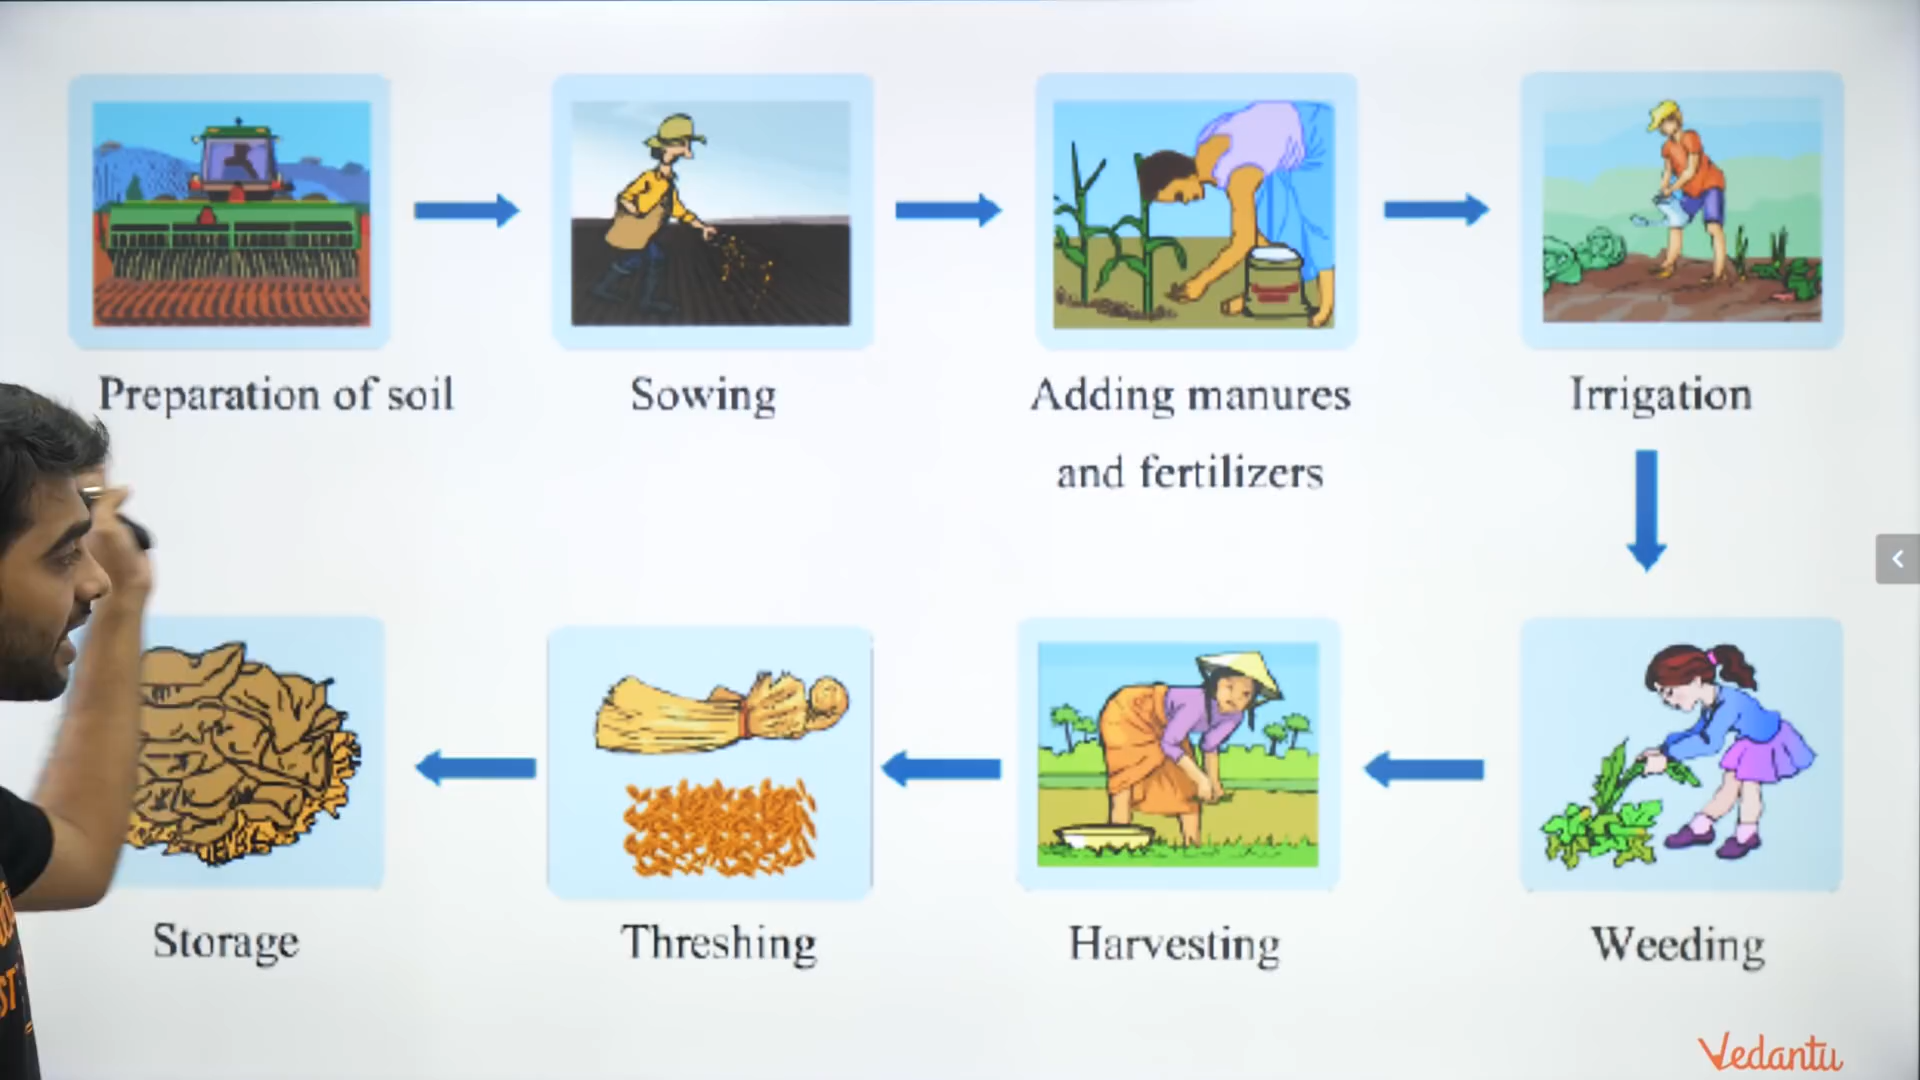 Preparation of soil
Sowing
Adding manures
and fertilizers
Irrigation
Storage
Threshing
Harvesting
Weeding
Vedantu